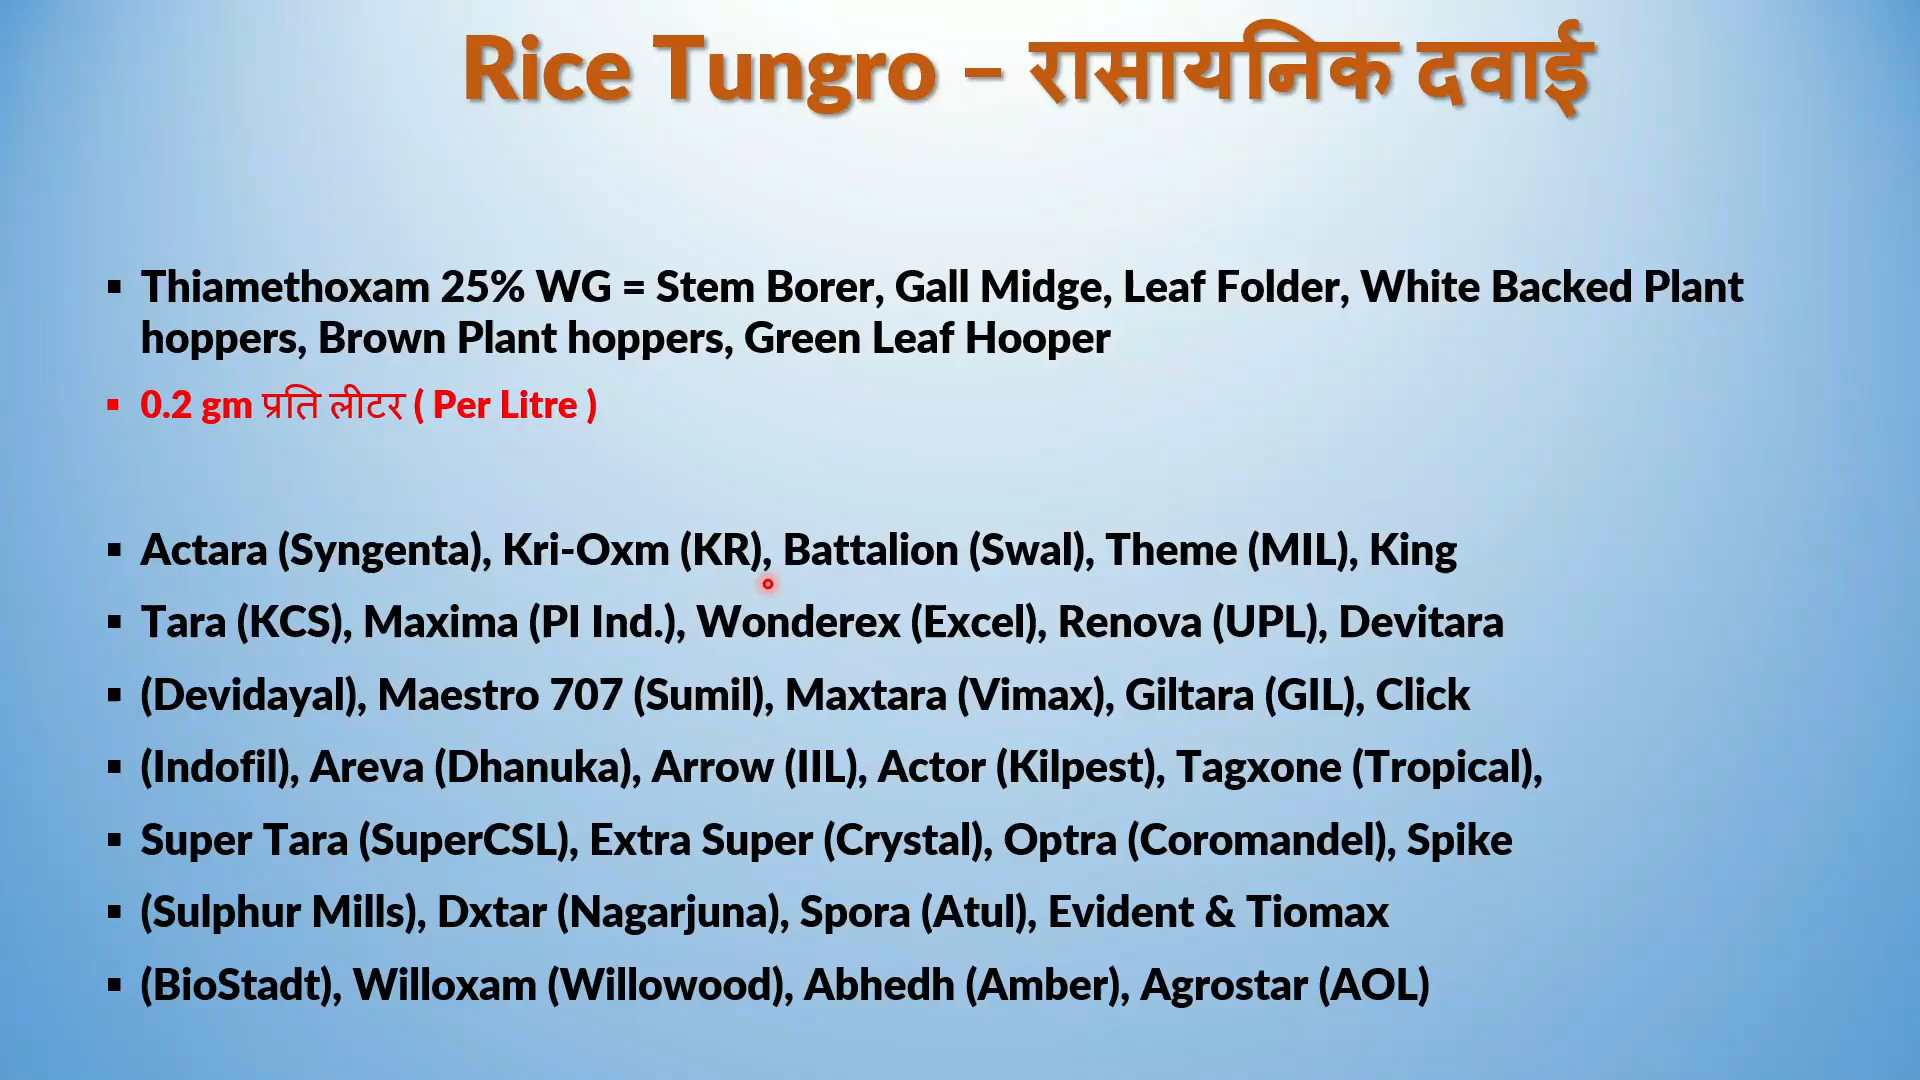 Rice Tungro – रासायनिक दवाई
▪ Thiamethoxam 25% WG = Stem Borer, Gall Midge, Leaf Folder, White Backed Plant
hoppers, Brown Plant hoppers, Green Leaf Hooper
▪ 0.2 gm प्रति लीटर ( Per Litre )
▪ Actara (Syngenta), Kri-Oxm (KR), Battalion (Swal), Theme (MIL), King
▪ Tara (KCS), Maxima (PI Ind.), Wonderex (Excel), Renova (UPL), Devitara
▪ (Devidayal), Maestro 707 (Sumil), Maxtara (Vimax), Giltara (GIL), Click
▪ (Indofil), Areva (Dhanuka), Arrow (IIL), Actor (Kilpest), Tagxone (Tropical),
▪ Super Tara (SuperCSL), Extra Super (Crystal), Optra (Coromandel), Spike
▪ (Sulphur Mills), Dxtar (Nagarjuna), Spora (Atul), Evident & Tiomax
▪ (BioStadt), Willoxam (Willowood), Abhedh (Amber), Agrostar (AOL)